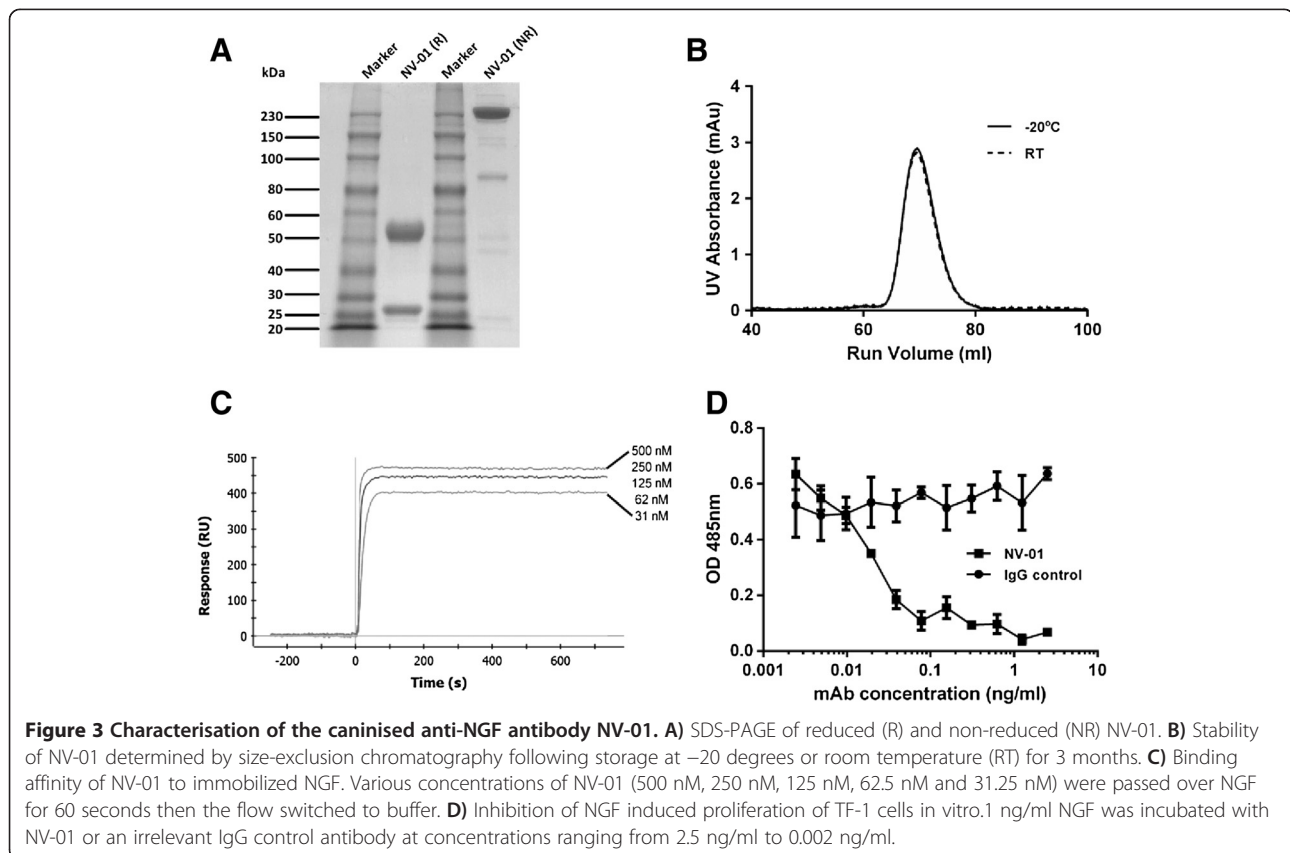 A
kDa
Marker
NV-01 (R)
Marker
NV-01 (NR)
230
150
100
80
60
50
40
30
25
20
B
UV Absorbance (mAu)
4
3
2
1
0
40
60
80
100
Run Volume (ml)
-20°C
RT
C
Response (RU)
500
400
300
200
100
0
-200
0
200
400
600
Time (s)
500 nM
250 nM
125 nM
62 nM
31 nM
D
OD 485nm
0.8
0.6
0.4
0.2
0.0
0.001
0.01
0.1
1
10
mAb concentration (ng/ml)
NV-01
IgG control
Figure 3 Characterisation of the caninised anti-NGF antibody NV-01. A) SDS-PAGE of reduced (R) and non-reduced (NR) NV-01. B) Stability
of NV-01 determined by size-exclusion chromatography following storage at −20 degrees or room temperature (RT) for 3 months. C) Binding
affinity of NV-01 to immobilized NGF. Various concentrations of NV-01 (500 nM, 250 nM, 125 nM, 62.5 nM and 31.25 nM) were passed over NGF
for 60 seconds then the flow switched to buffer. D) Inhibition of NGF induced proliferation of TF-1 cells in vitro.1 ng/ml NGF was incubated with
NV-01 or an irrelevant IgG control antibody at concentrations ranging from 2.5 ng/ml to 0.002 ng/ml.